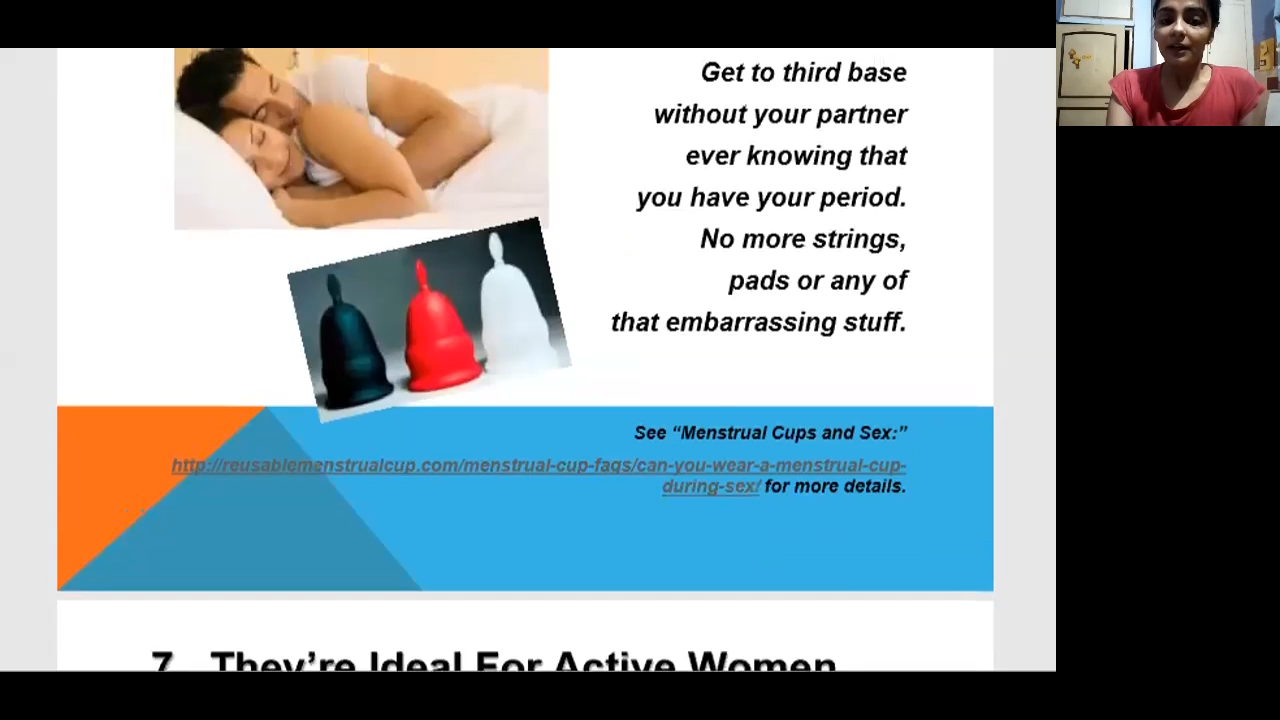 Get to third base
without your partner
ever knowing that
you have your period.
No more strings,
pads or any of
that embarrassing stuff.
See “Menstrual Cups and Sex:”
http://reusablemenstrualcup.com/menstrual-cup-faqs/can-you-wear-a-menstrual-cup-
during-sex/ for more details.
7. They’re Ideal For Active Women